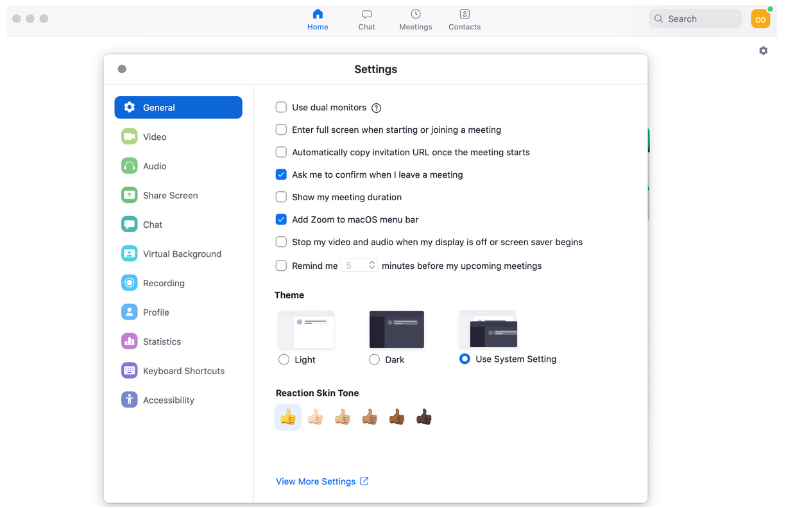 Home Chat Meetings Contacts
Search
CO
Settings
General
Video
Audio
Share Screen
Chat
Virtual Background
Recording
Profile
Statistics
Keyboard Shortcuts
Accessibility
Use dual monitors ?
Enter full screen when starting or joining a meeting
Automatically copy invitation URL once the meeting starts
Ask me to confirm when I leave a meeting
Show my meeting duration
Add Zoom to macOS menu bar
Stop my video and audio when my display is off or screen saver begins
Remind me 5 minutes before my upcoming meetings
Theme
Light Dark Use System Setting
Reaction Skin Tone
View More Settings